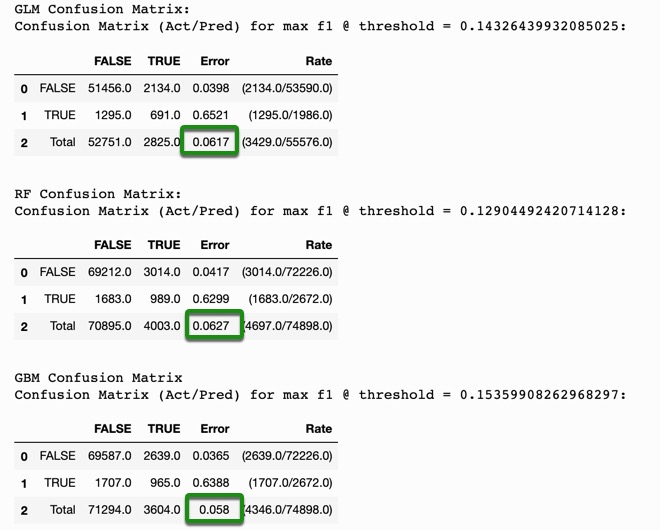 GLM Confusion Matrix:
Confusion Matrix (Act/Pred) for max f1 @ threshold = 0.14326439932085025:
FALSE TRUE Error Rate
0 FALSE 51456.0 2134.0 0.0398 (2134.0/53590.0)
1 TRUE 1295.0 691.0 0.6521 (1295.0/1986.0)
2 Total 52751.0 2825.0 0.0617 (3429.0/55576.0)
RF Confusion Matrix:
Confusion Matrix (Act/Pred) for max f1 @ threshold = 0.12904492420714128:
FALSE TRUE Error Rate
0 FALSE 69212.0 3014.0 0.0417 (3014.0/72226.0)
1 TRUE 1683.0 989.0 0.6299 (1683.0/2672.0)
2 Total 70895.0 4003.0 0.0627 (4697.0/74898.0)
GBM Confusion Matrix
Confusion Matrix (Act/Pred) for max f1 @ threshold = 0.15359908262968297:
FALSE TRUE Error Rate
0 FALSE 69587.0 2639.0 0.0365 (2639.0/72226.0)
1 TRUE 1707.0 965.0 0.6388 (1707.0/2672.0)
2 Total 71294.0 3604.0 0.058 (4346.0/74898.0)